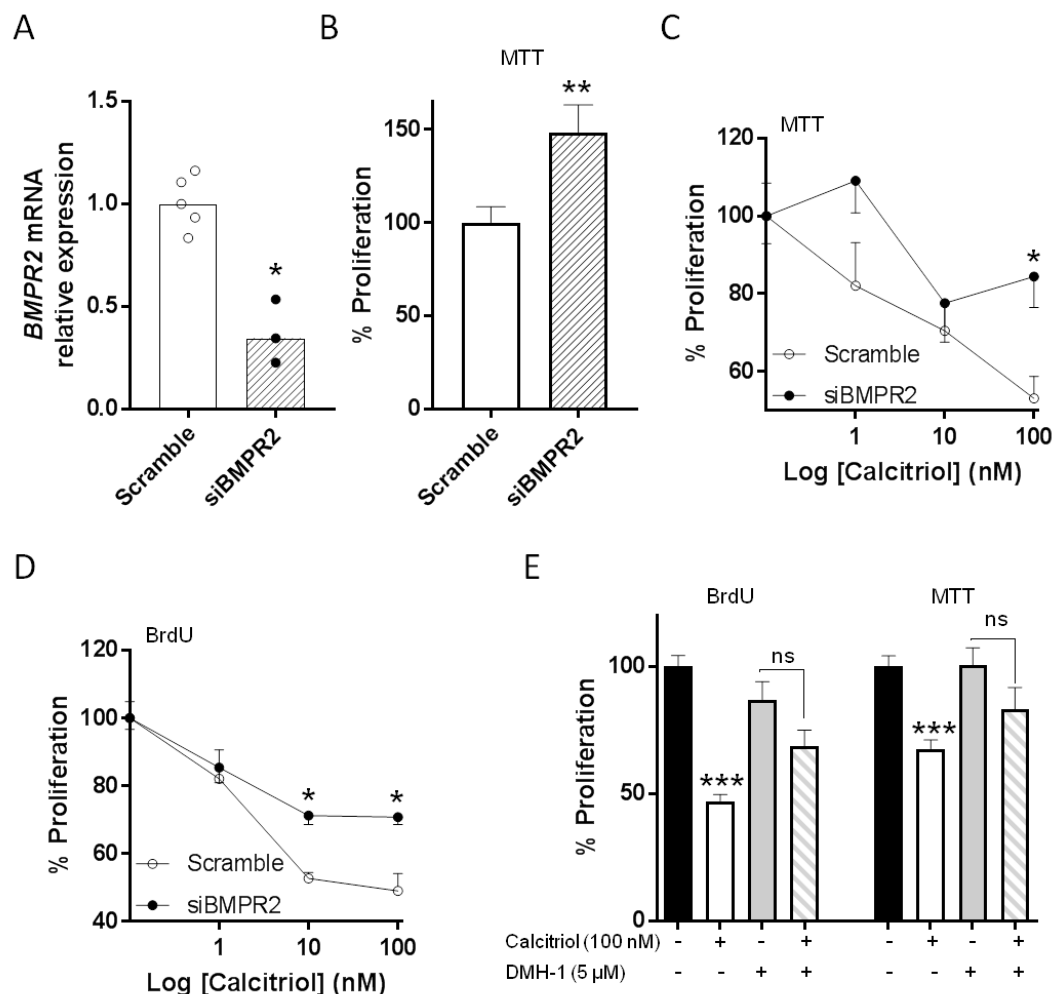 A
BMPR2 mRNA
relative expression
1.5
1.0
0.5
0.0
*
Scramble
siBMPR2
B
MTT
% Proliferation
150
100
50
0
**
Scramble
siBMPR2
C
MTT
% Proliferation
120
100
80
60
*
Scramble
siBMPR2
1
10
100
Log [Calcitriol] (nM)
D
BrdU
% Proliferation
120
100
80
60
40
*
*
Scramble
siBMPR2
1
10
100
Log [Calcitriol] (nM)
E
BrdU
MTT
% Proliferation
100
50
0
***
ns
***
ns
Calcitriol (100 nM) - + - + - + - +
DMH-1 (5 µM) - - + + - - + +